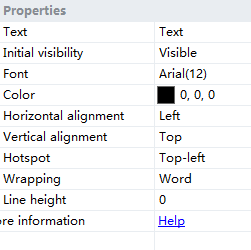 Properties
Text Text
Initial visibility Visible
Font Arial(12)
Color 0, 0, 0
Horizontal alignment Left
Vertical alignment Top
Hotspot Top-left
Wrapping Word
Line height 0
ore information Help